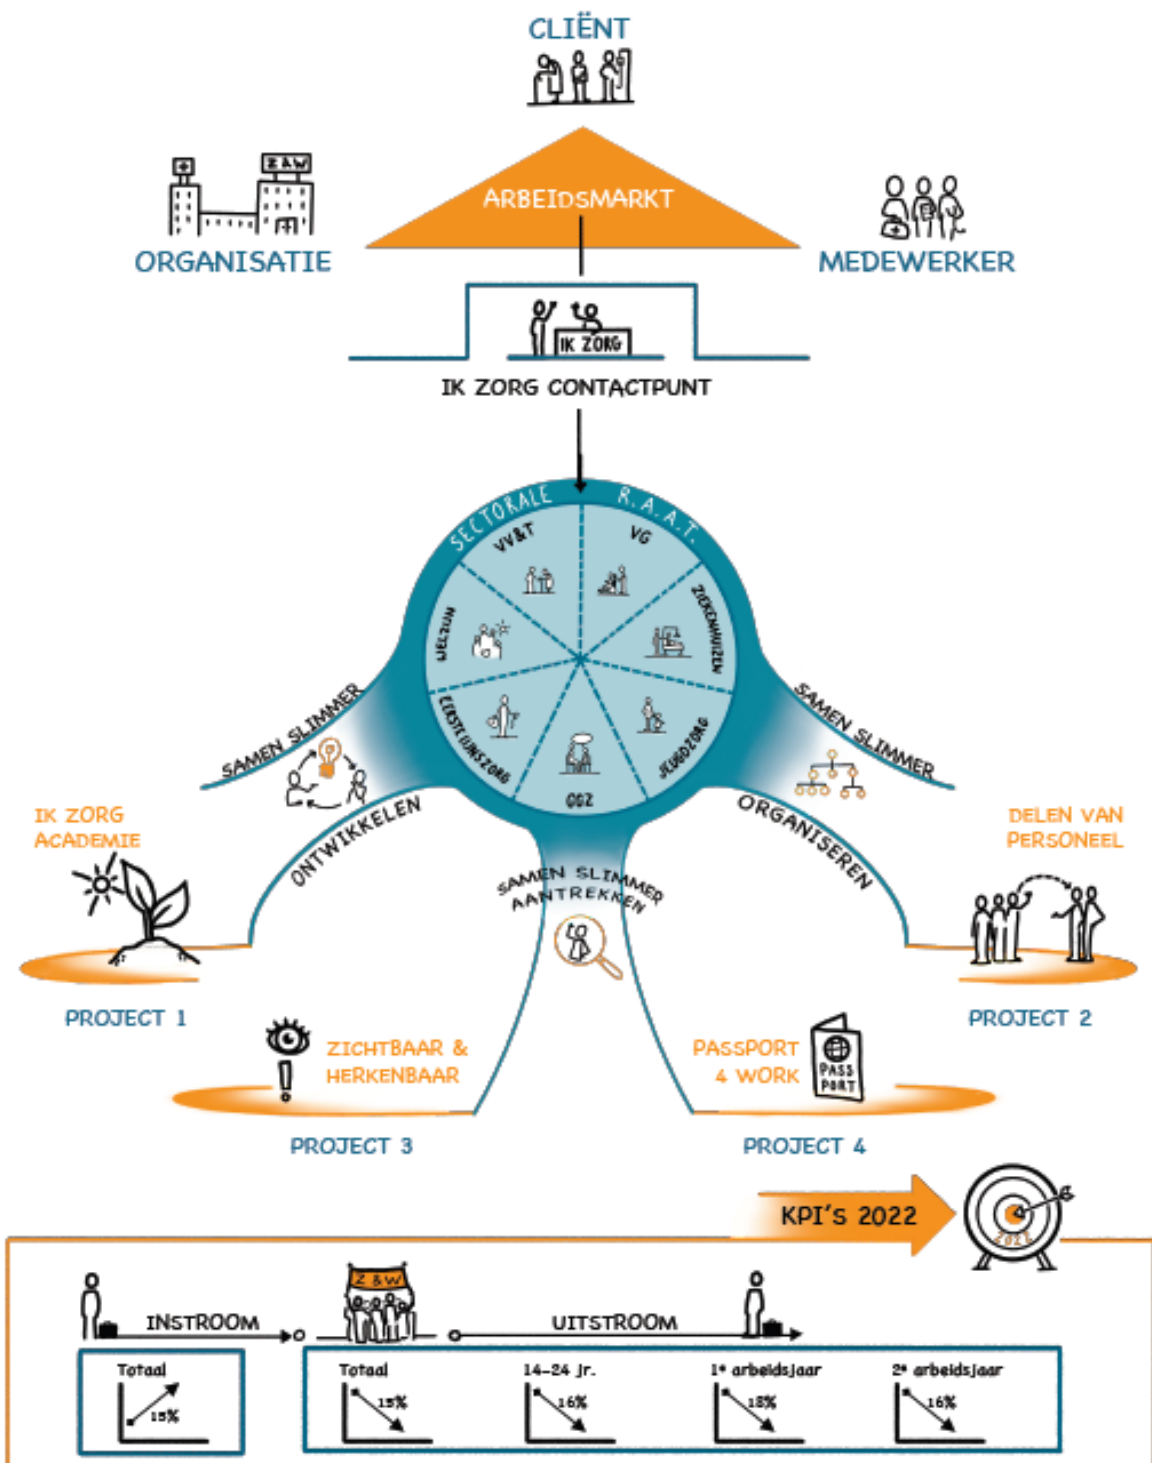 CLIËNT
Z&W
ARBEIDSMARKT
ORGANISATIE
MEDEWERKER
IK ZORG
IK ZORG CONTACTPUNT
SECTORALE R.A.A.T.
VV&T
VG
WELZIJN
ZIEKENHUIZEN
EERSTELIJNSZORG
JEUGDZORG
GGZ
SAMEN SLIMMER
ONTWIKKELEN
SAMEN SLIMMER
ORGANISEREN
SAMEN SLIMMER
AANTREKKEN
IK ZORG
ACADEMIE
PROJECT 1
DELEN VAN
PERSONEEL
PROJECT 2
ZICHTBAAR &
HERKENBAAR
PROJECT 3
PASSPORT
4 WORK
PASS
PORT
PROJECT 4
KPI's 2022
2022
INSTROOM
Z&W
UITSTROOM
Totaal
15%
Totaal
15%
14-24 jr.
16%
1e arbeidsjaar
18%
2e arbeidsjaar
16%